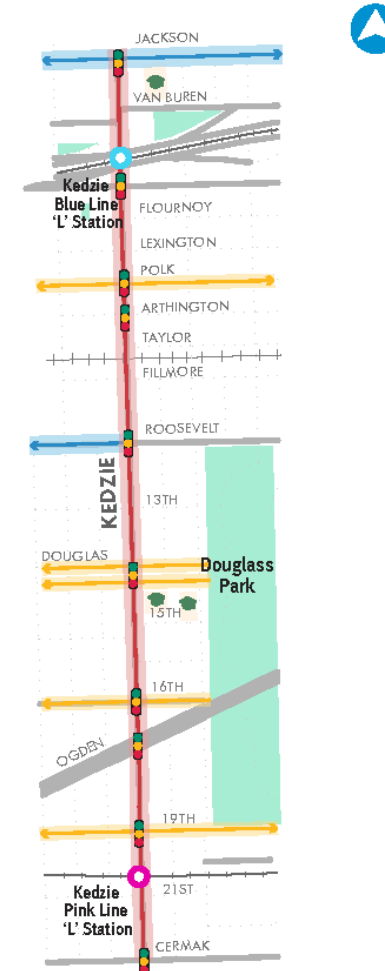 JACKSON
VAN BUREN
Kedzie
Blue Line
'L' Station
FLOURNOY
LEXINGTON
POLK
ARTHINGTON
TAYLOR
FILLMORE
ROOSEVELT
KEDZIE
13TH
DOUGLAS
Douglass
Park
15TH
16TH
OGDEN
19TH
Kedzie
Pink Line
'L' Station
21ST
CERMAK